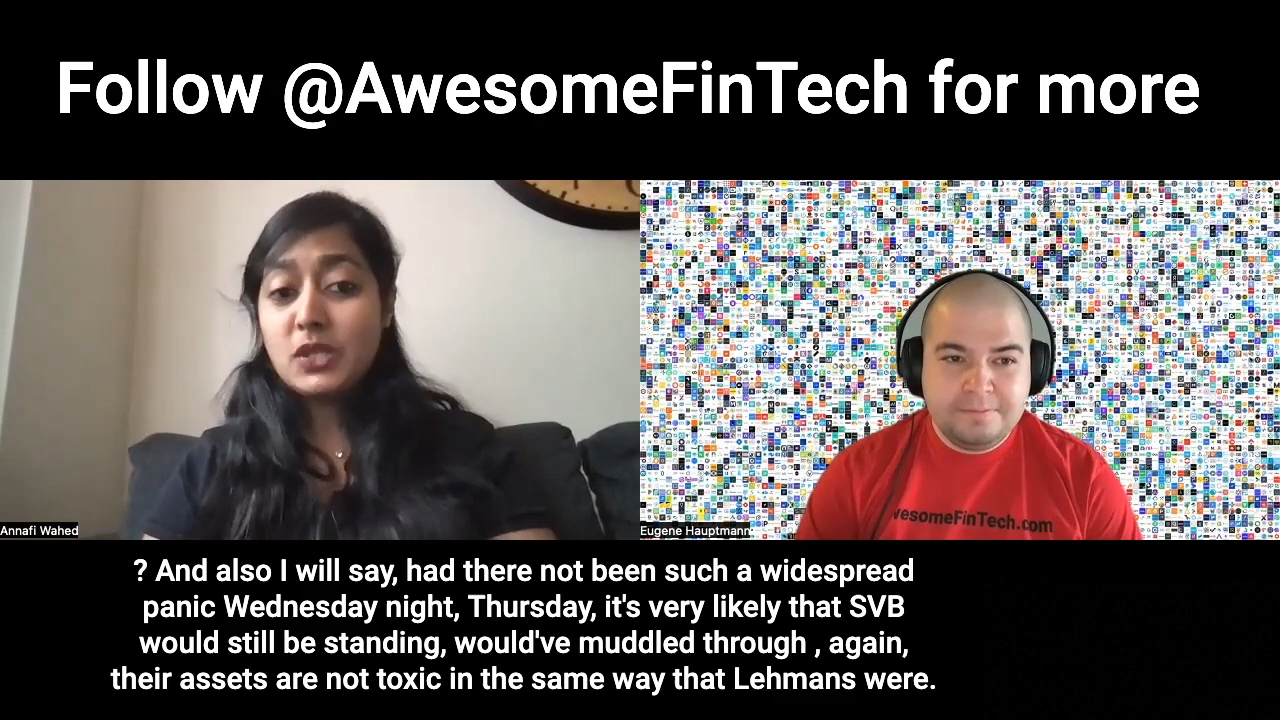 Follow @AwesomeFinTech for more
Annafi Wahed
Eugene Hauptmann
wesomeFinTech.com
? And also I will say, had there not been such a widespread
panic Wednesday night, Thursday, it's very likely that SVB
would still be standing, would've muddled through , again,
their assets are not toxic in the same way that Lehmans were.